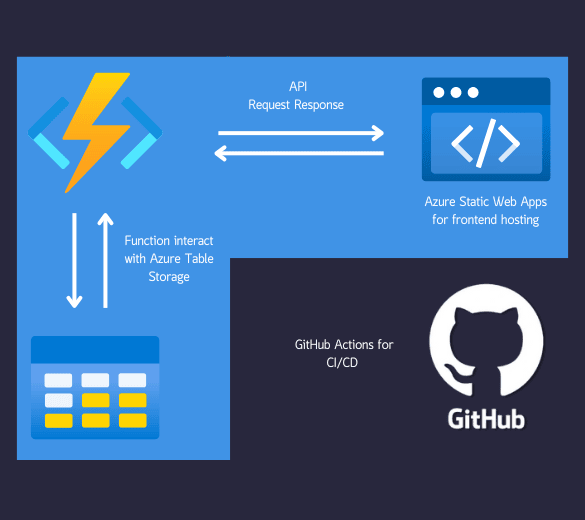 API
Request Response
Azure Static Web Apps
for frontend hosting
Function interact
with Azure Table
Storage
GitHub Actions for
CI/CD
GitHub